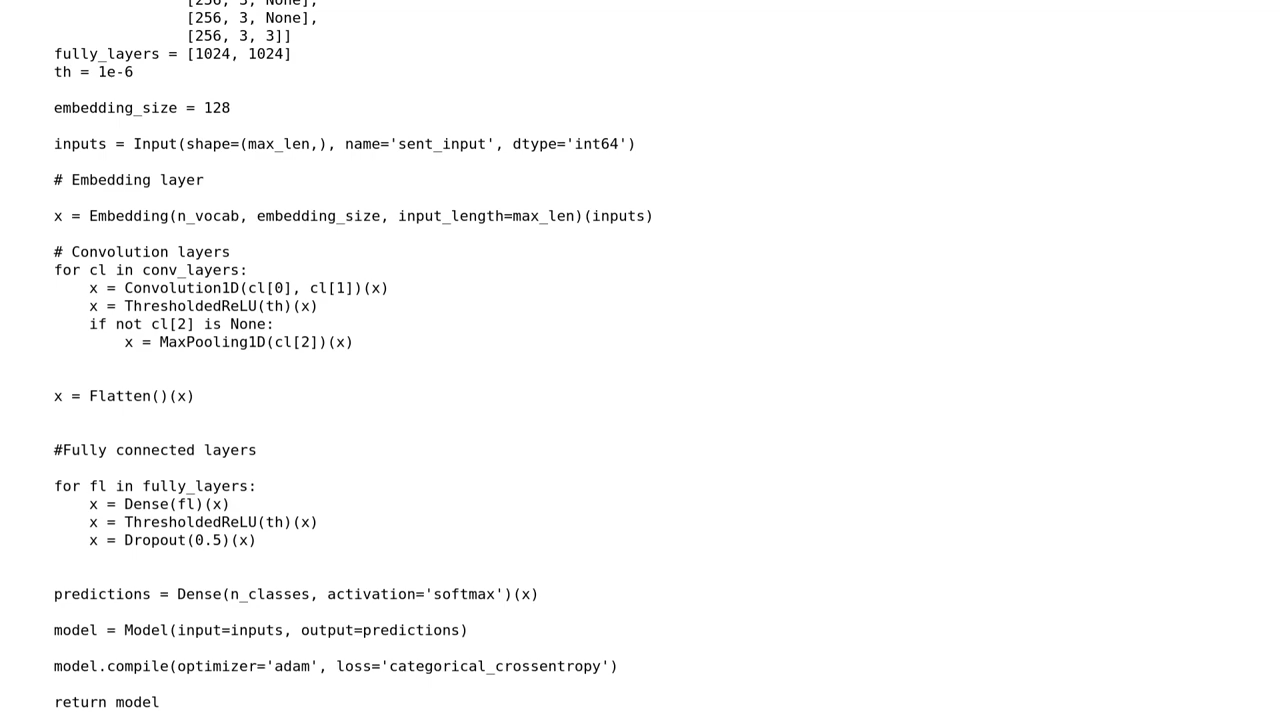 [256, 3, None],
[256, 3, None],
[256, 3, 3]]
fully_layers = [1024, 1024]
th = 1e-6
embedding_size = 128
inputs = Input(shape=(max_len,), name='sent_input', dtype='int64')
# Embedding layer
x = Embedding(n_vocab, embedding_size, input_length=max_len)(inputs)
# Convolution layers
for cl in conv_layers:
    x = Convolution1D(cl[0], cl[1])(x)
    x = ThresholdedReLU(th)(x)
    if not cl[2] is None:
        x = MaxPooling1D(cl[2])(x)
x = Flatten()(x)
#Fully connected layers
for fl in fully_layers:
    x = Dense(fl)(x)
    x = ThresholdedReLU(th)(x)
    x = Dropout(0.5)(x)
predictions = Dense(n_classes, activation='softmax')(x)
model = Model(input=inputs, output=predictions)
model.compile(optimizer='adam', loss='categorical_crossentropy')
return model